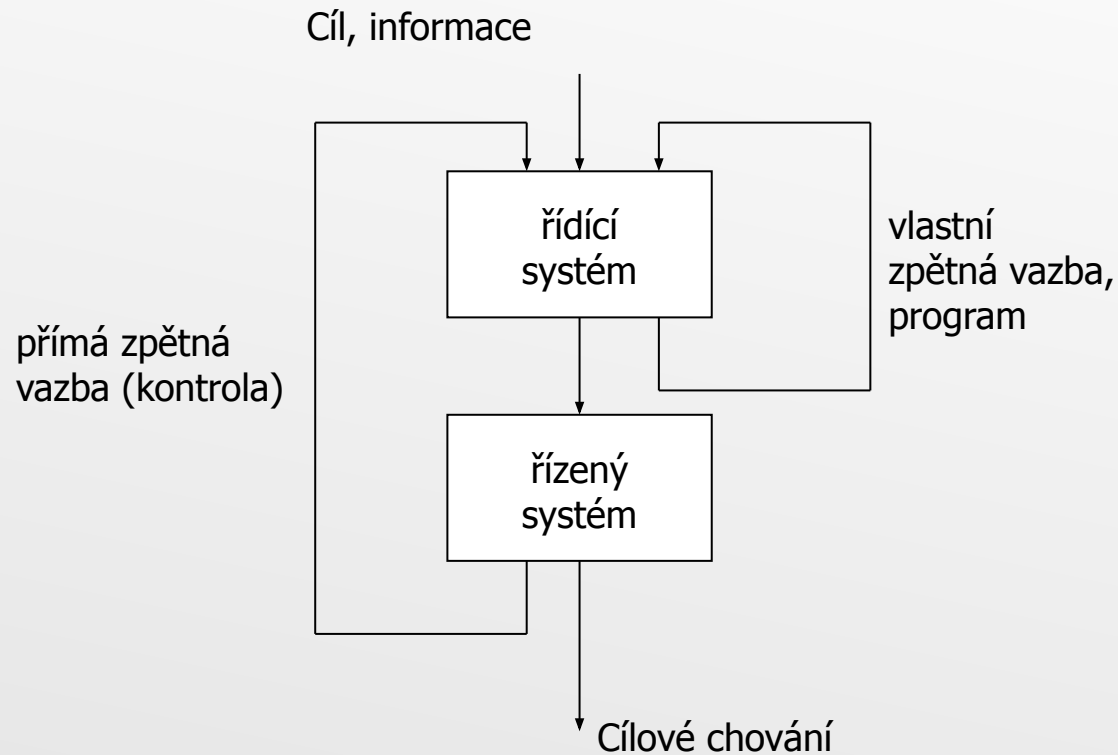 Cíl, informace
řídící
systém
vlastní
zpětná vazba,
program
přímá zpětná
vazba (kontrola)
řízený
systém
Cílové chování